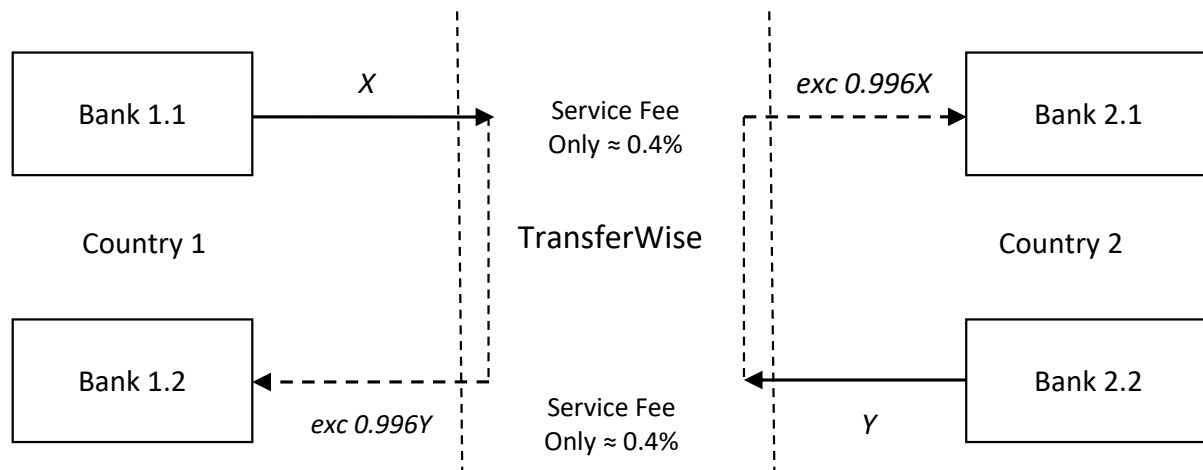 Bank 1.1
X
Service Fee
Only ≈ 0.4%
exc 0.996X
Bank 2.1
Country 1
TransferWise
Country 2
Bank 1.2
exc 0.996Y
Service Fee
Only ≈ 0.4%
Y
Bank 2.2